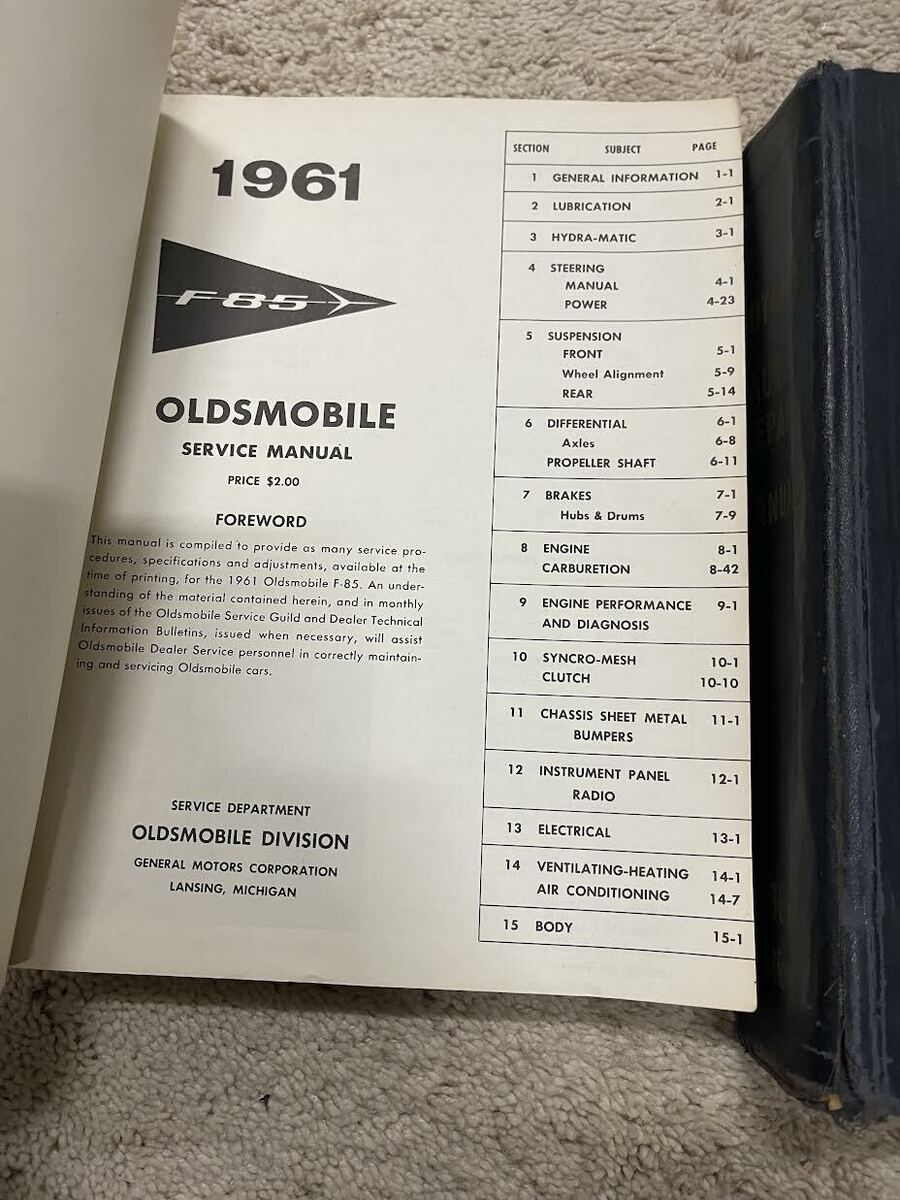 1961
F-85
OLDSMOBILE
SERVICE MANUAL
PRICE $2.00
FOREWORD
This manual is compiled to provide as many service pro-
cedures, specifications and adjustments, available at the
time of printing, for the 1961 Oldsmobile F-85. An under-
standing of the material contained herein, and in monthly
issues of the Oldsmobile Service Guild and Dealer Technical
Information Bulletins, issued when necessary, will assist
Oldsmobile Dealer Service personnel in correctly maintain-
ing and servicing Oldsmobile cars.
SERVICE DEPARTMENT
OLDSMOBILE DIVISION
GENERAL MOTORS CORPORATION
LANSING, MICHIGAN
SECTION SUBJECT PAGE
1 GENERAL INFORMATION 1-1
2 LUBRICATION 2-1
3 HYDRA-MATIC 3-1
4 STEERING
MANUAL 4-1
POWER 4-23
5 SUSPENSION
FRONT 5-1
Wheel Alignment 5-9
REAR 5-14
6 DIFFERENTIAL 6-1
Axles 6-8
PROPELLER SHAFT 6-11
7 BRAKES 7-1
Hubs & Drums 7-9
8 ENGINE 8-1
CARBURETION 8-42
9 ENGINE PERFORMANCE 9-1
AND DIAGNOSIS
10 SYNCRO-MESH 10-1
CLUTCH 10-10
11 CHASSIS SHEET METAL 11-1
BUMPERS
12 INSTRUMENT PANEL 12-1
RADIO
13 ELECTRICAL 13-1
14 VENTILATING-HEATING 14-1
AIR CONDITIONING 14-7
15 BODY 15-1